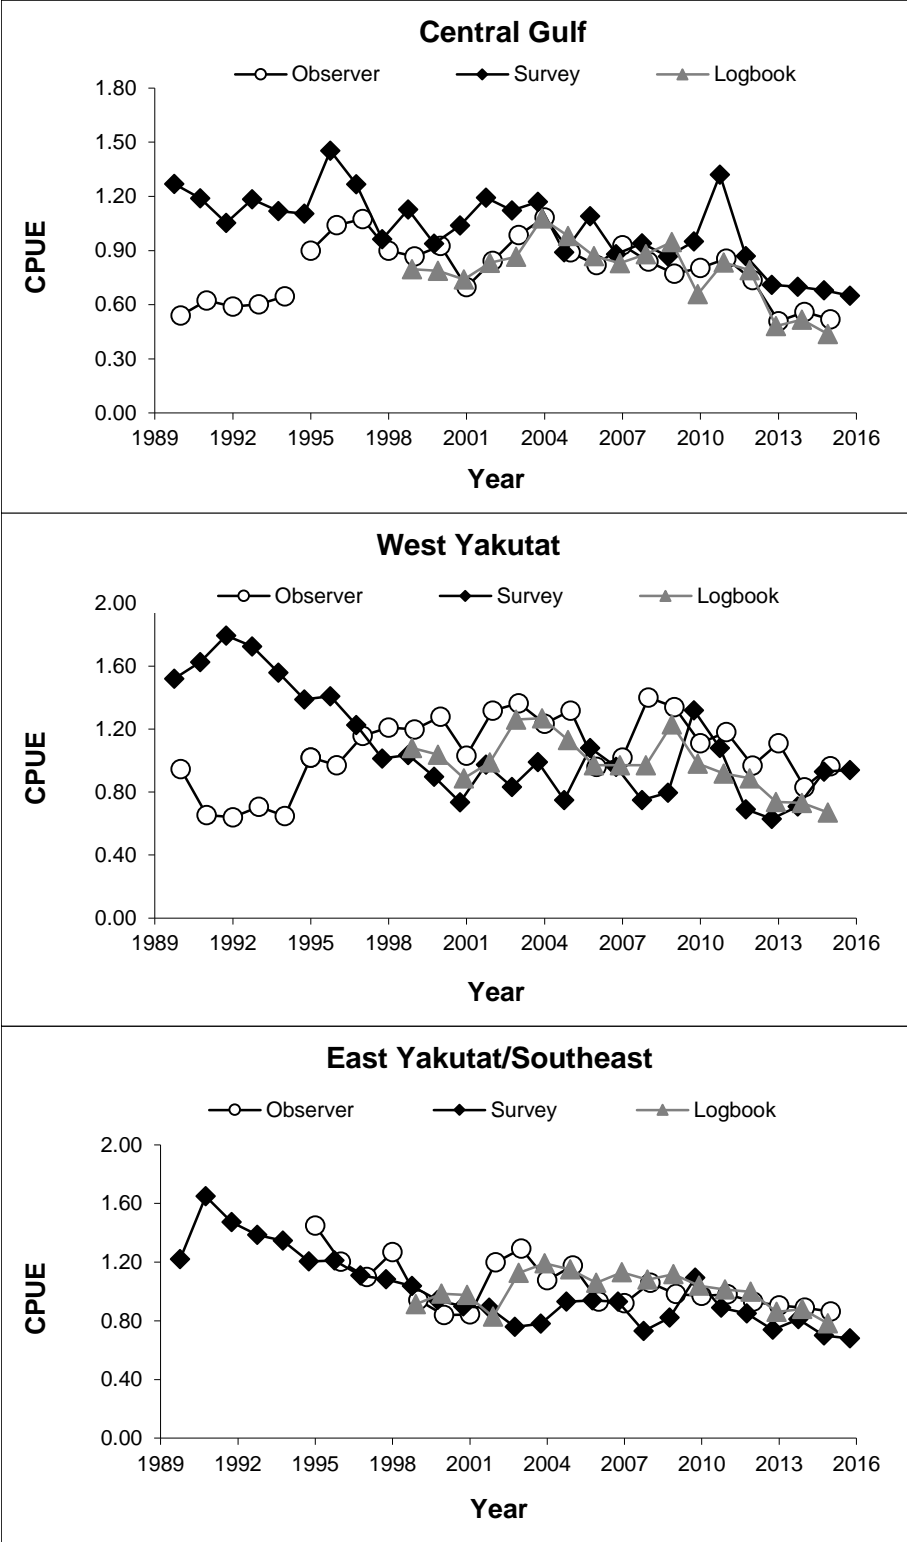 Central Gulf
Observer Survey Logbook
1.80
1.50
1.20
0.90
0.60
0.30
0.00
CPUE
1989 1992 1995 1998 2001 2004 2007 2010 2013 2016
Year
West Yakutat
Observer Survey Logbook
2.00
1.60
1.20
0.80
0.40
0.00
CPUE
1989 1992 1995 1998 2001 2004 2007 2010 2013 2016
Year
East Yakutat/Southeast
Observer Survey Logbook
2.00
1.60
1.20
0.80
0.40
0.00
CPUE
1989 1992 1995 1998 2001 2004 2007 2010 2013 2016
Year